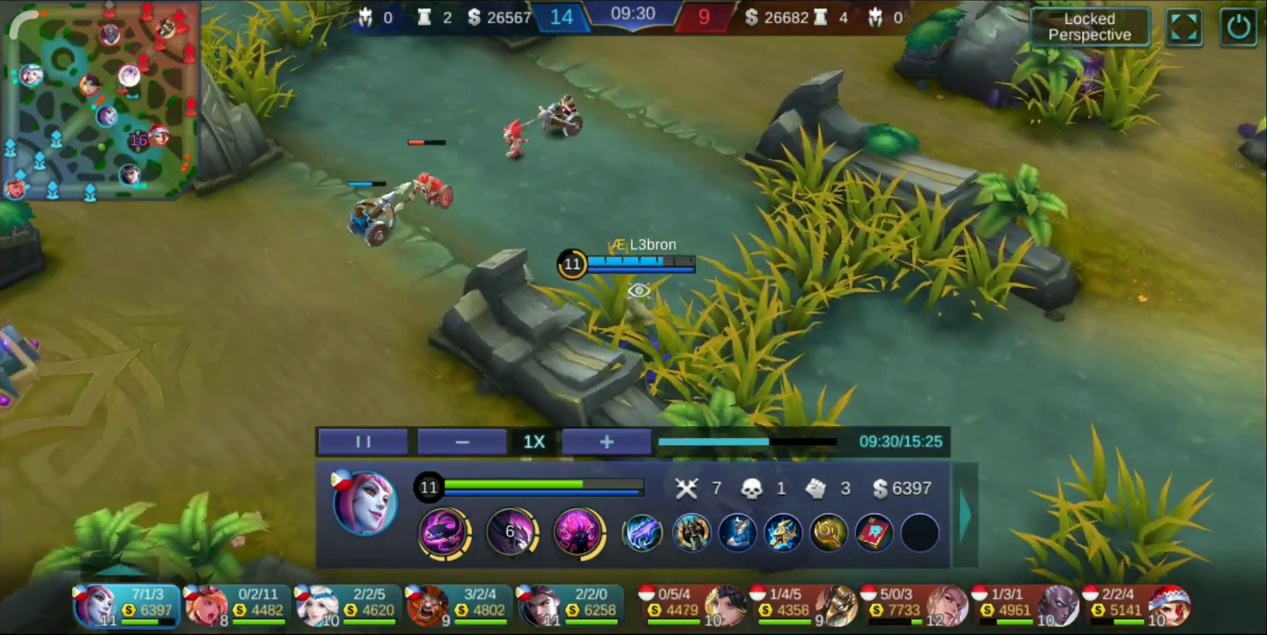 0 2 $ 26567 14 09:30 9 $ 26682 4 0
Locked
Perspective
16
11 Æ L3bron
1X 09:30/15:25
11 7 1 3 $ 6397
6
7/1/3 0/2/11 2/2/5 3/2/4 2/2/0 0/5/4 1/4/5 5/0/3 1/3/1 2/2/4
S 6397 S 4482 S 4620 S 4802 S 6258 S 4479 S 4356 S 7733 S 4961 S 5141
11 8 10 9 11 10 9 12 10 10